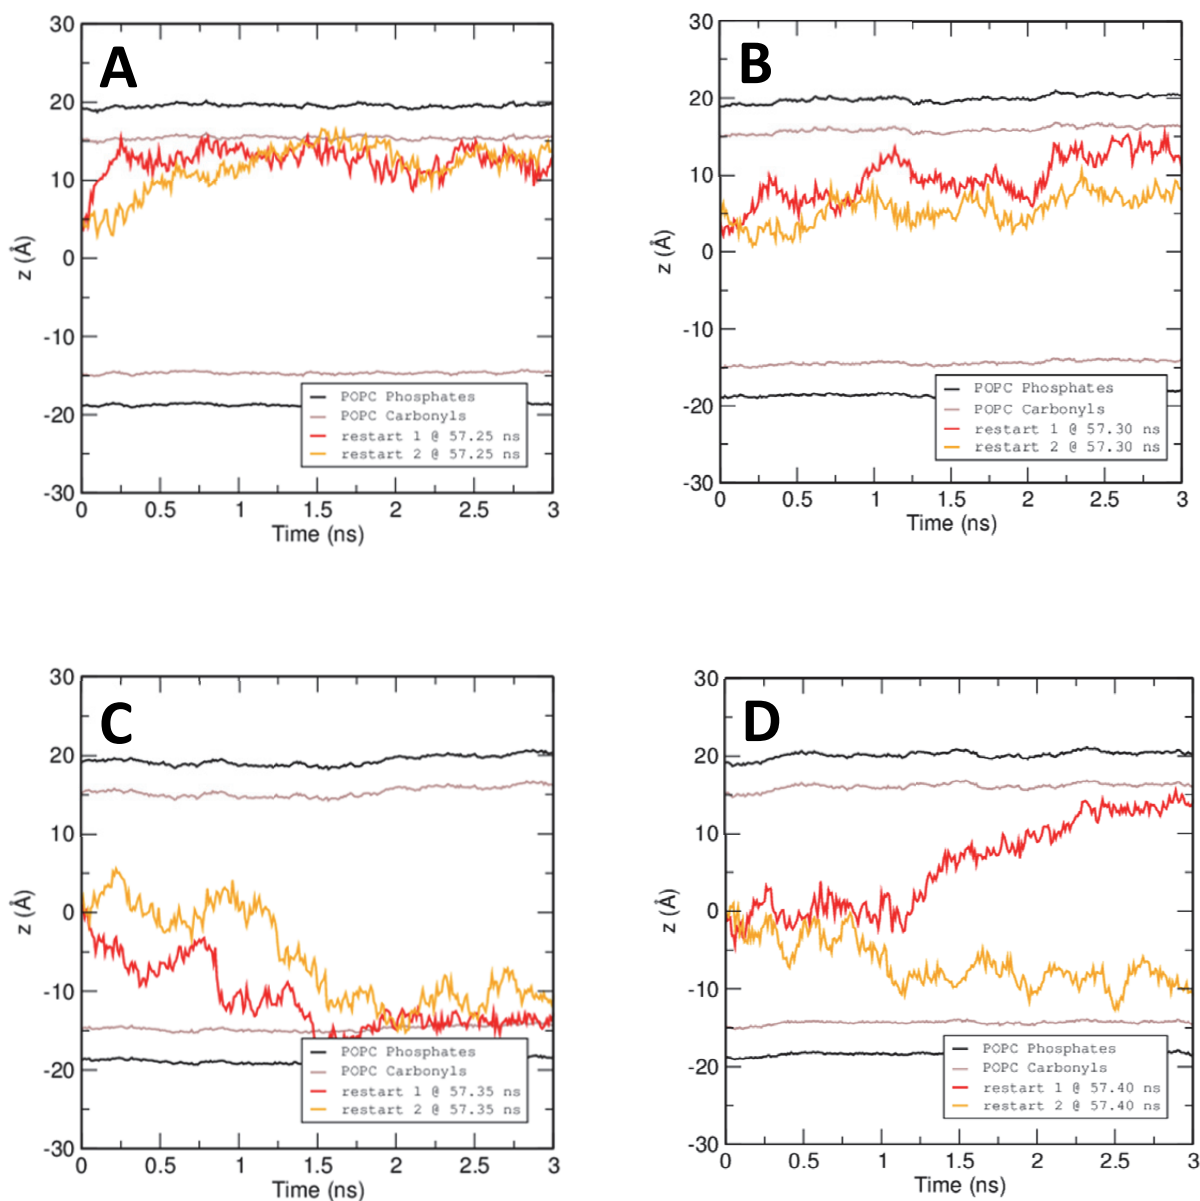 A
30
20
10
0
-10
-20
-30
z (Å)
POPC Phosphates
POPC Carbonyls
restart 1 @ 57.25 ns
restart 2 @ 57.25 ns
0 0.5 1 1.5 2 2.5 3
Time (ns)
B
30
20
10
0
-10
-20
-30
z (Å)
POPC Phosphates
POPC Carbonyls
restart 1 @ 57.30 ns
restart 2 @ 57.30 ns
0 0.5 1 1.5 2 2.5 3
Time (ns)
C
30
20
10
0
-10
-20
-30
z (Å)
POPC Phosphates
POPC Carbonyls
restart 1 @ 57.35 ns
restart 2 @ 57.35 ns
0 0.5 1 1.5 2 2.5 3
Time (ns)
D
30
20
10
0
-10
-20
-30
z (Å)
POPC Phosphates
POPC Carbonyls
restart 1 @ 57.40 ns
restart 2 @ 57.40 ns
0 0.5 1 1.5 2 2.5 3
Time (ns)